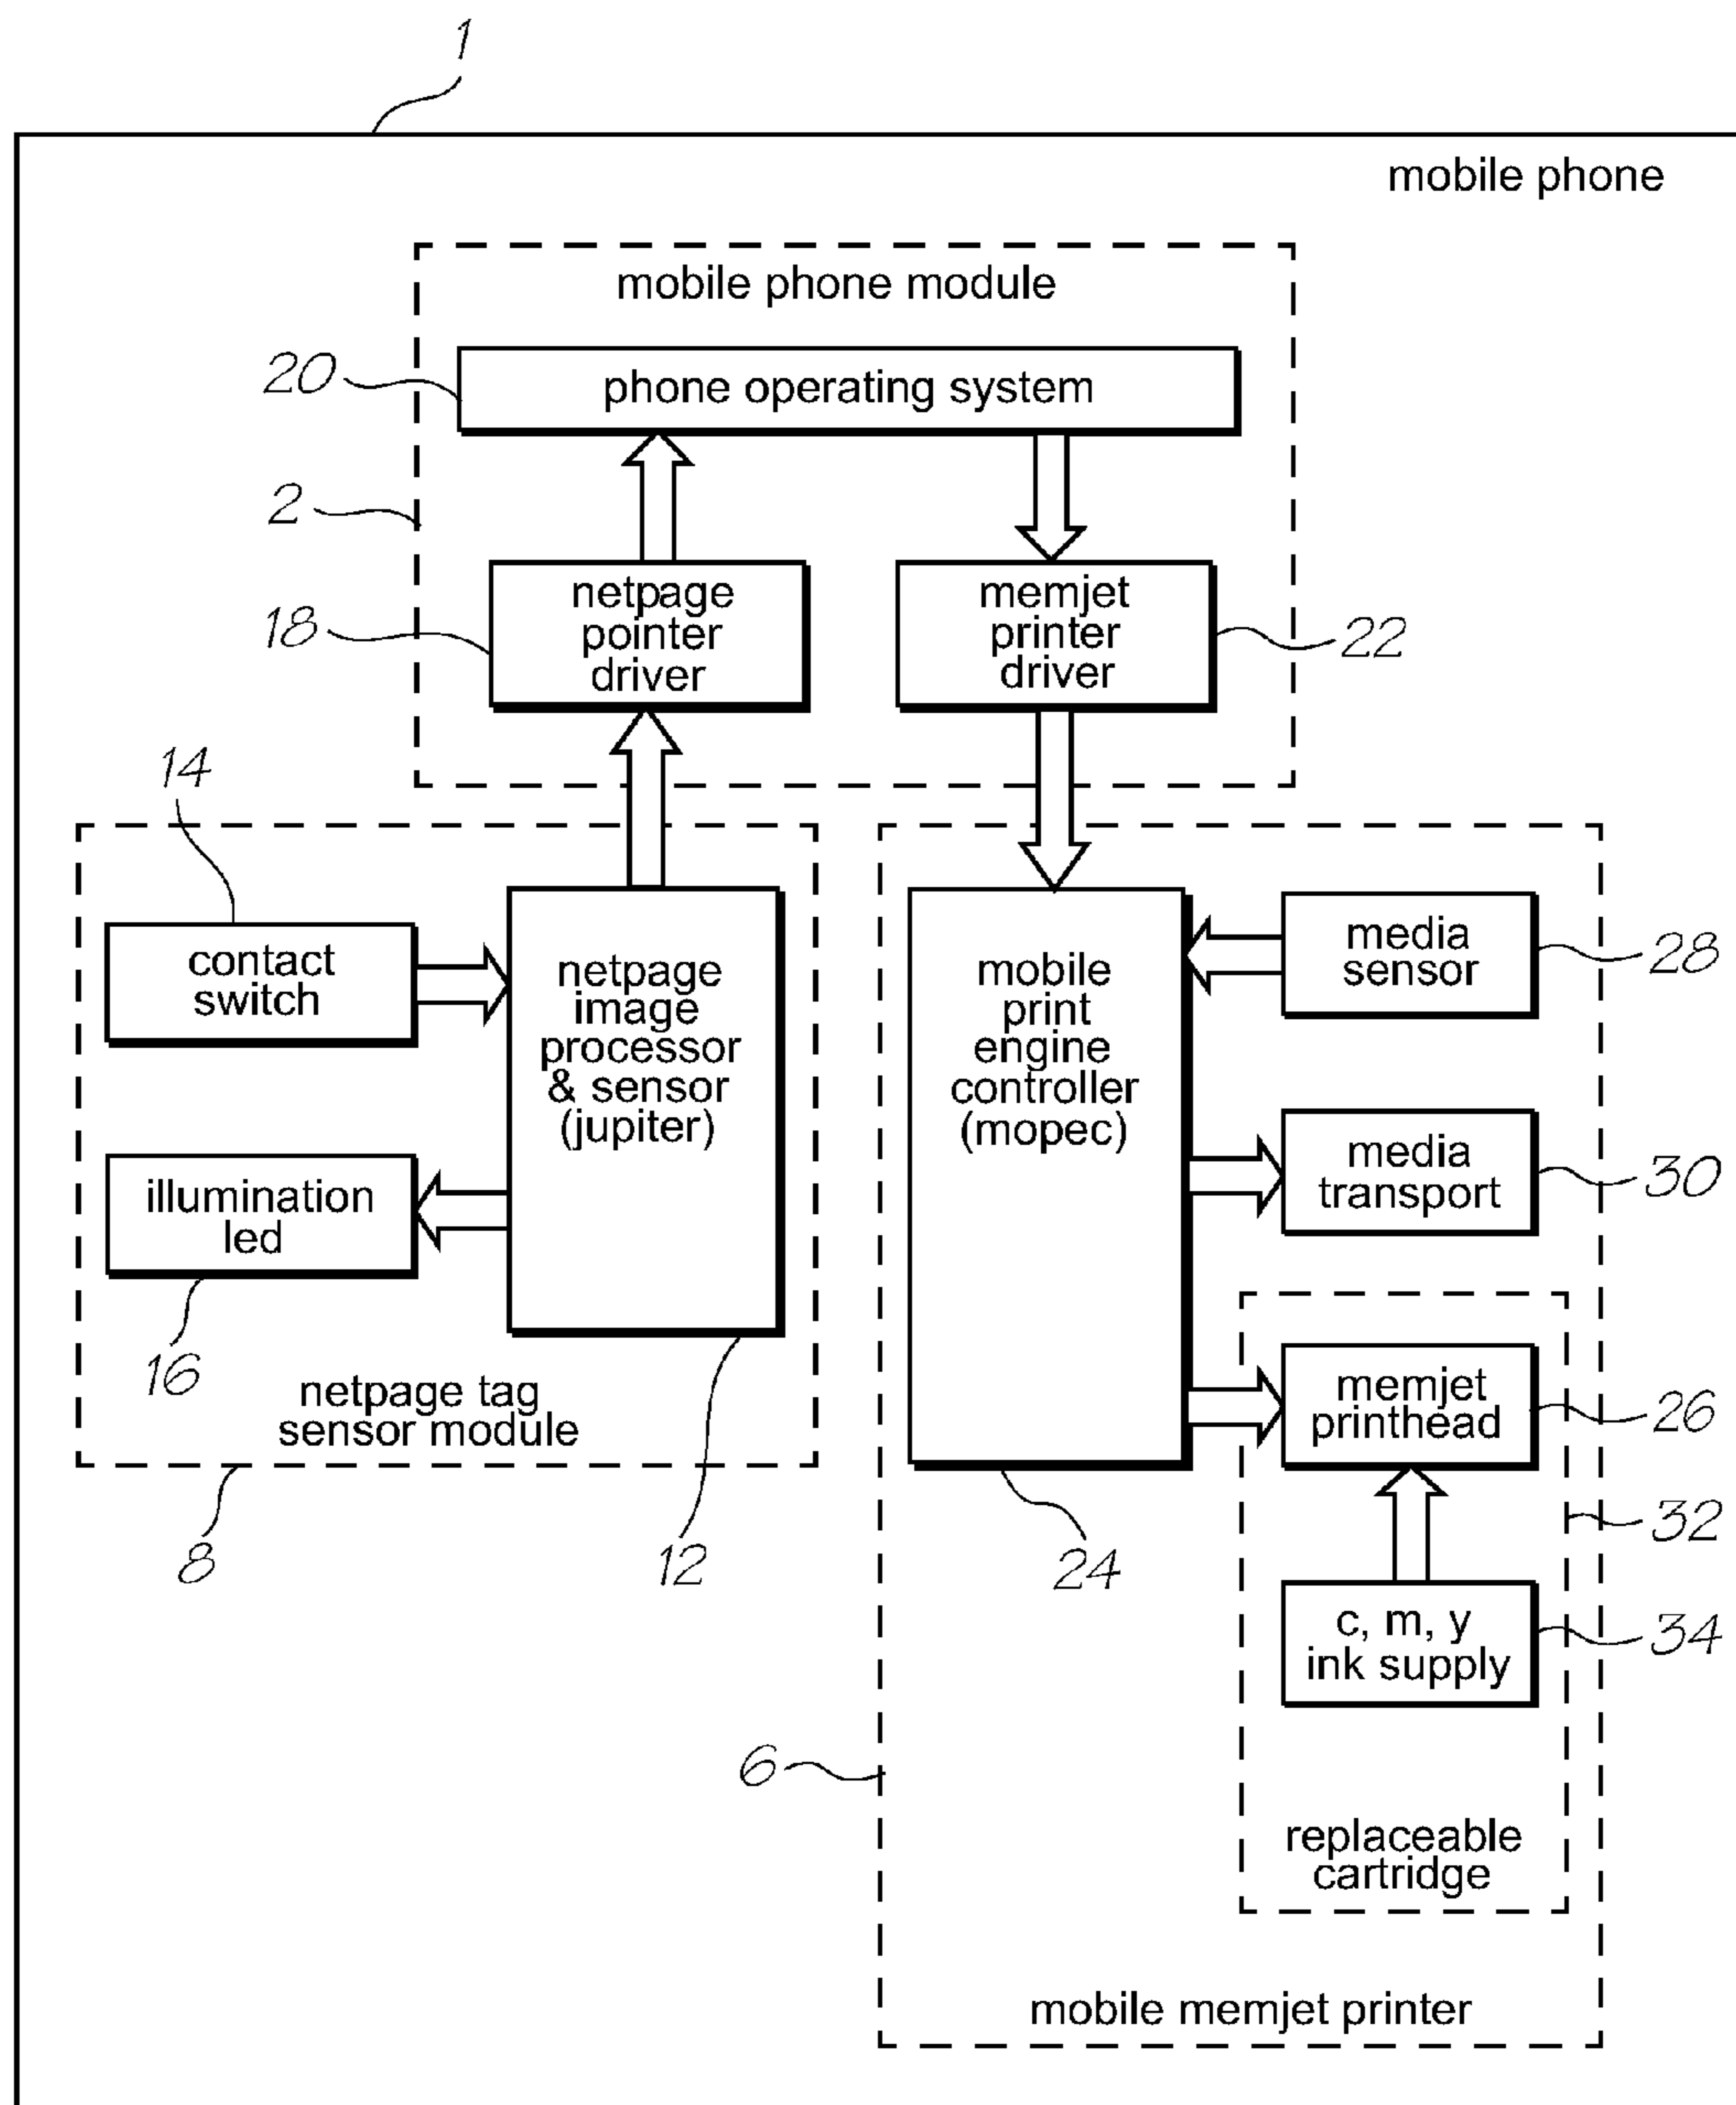 1
mobile phone
mobile phone module
20
phone operating system
2
netpage
pointer
driver
18
memjet
printer
driver
22
14
contact
switch
netpage
image
processor
& sensor
(jupiter)
illumination
led
16
netpage tag
sensor module
8
12
mobile
print
engine
controller
(mopec)
media
sensor
28
media
transport
30
memjet
printhead
26
32
24
c, m, y
ink supply
34
6
replaceable
cartridge
mobile memjet printer